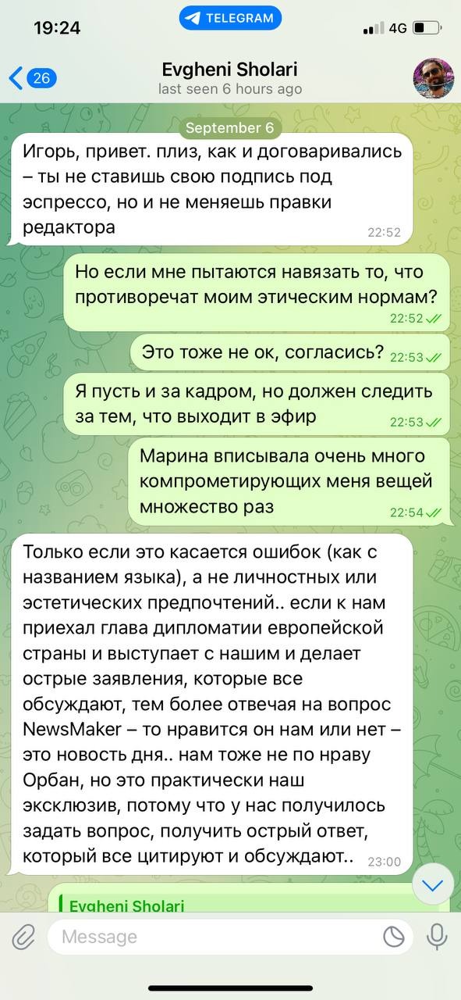 19:24
TELEGRAM
4G
26
Evgheni Sholari
last seen 6 hours ago
September 6
Игорь, привет. плиз, как и договаривались
– ты не ставишь свою подпись под
эспрессо, но и не меняешь правки
редактора
22:52
Но если мне пытаются навязать то, что
противоречат моим этическим нормам?
22:52
Это тоже не ок, согласись?
22:53
Я пусть и за кадром, но должен следить
за тем, что выходит в эфир
22:53
Марина вписывала очень много
компрометирующих меня вещей
множество раз
22:54
Только если это касается ошибок (как с
названием языка), а не личностных или
эстетических предпочтений.. если к нам
приехал глава дипломатии европейской
страны и выступает с нашим и делает
острые заявления, которые все
обсуждают, тем более отвечая на вопрос
NewsMaker – то нравится он нам или нет –
это новость дня.. нам тоже не по нраву
Орбан, но это практически наш
эксклюзив, потому что у нас получилось
задать вопрос, получить острый ответ,
который все цитируют и обсуждают..
23:00
Evgheni Sholari
Message